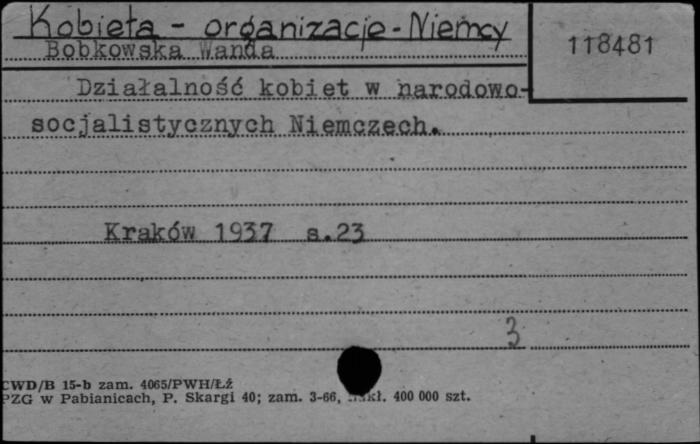 Kobieta - organizacje - Niemcy
118481
Bobkowska Wanda
Działalność kobiet w narodowo-
socjalistycznych Niemczech.
Kraków 1937 s.23
3
CWD/B 15-b zam. 4065/PWH/Łź
PZG w Pabianicach, P. Skargi 40; zam. 3-66, 400 000 szt.